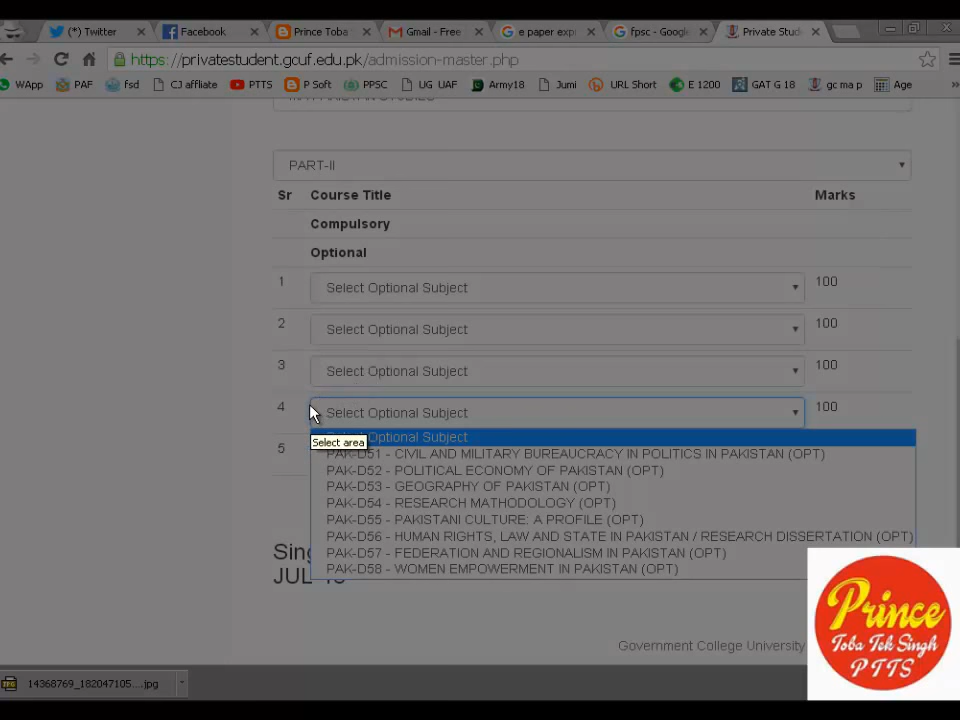 (*) Twitter
Facebook
Prince Toba
Gmail - Free
e paper exp
fpsc - Google
Private Stud
https://privatestudent.gcuf.edu.pk/admission-master.php
WApp
PAF
fsd
CJ affliate
PTTS
P Soft
PPSC
UG UAF
Army18
Jumi
URL Short
E 1200
GAT G 18
gc ma p
Age
PART-II
Sr
Course Title
Marks
Compulsory
Optional
1
Select Optional Subject
100
2
Select Optional Subject
100
3
Select Optional Subject
100
4
Select Optional Subject
100
Optional Subject
Select area
5
PAK-D51 - CIVIL AND MILITARY BUREAUCRACY IN POLITICS IN PAKISTAN (OPT)
PAK-D52 - POLITICAL ECONOMY OF PAKISTAN (OPT)
PAK-D53 - GEOGRAPHY OF PAKISTAN (OPT)
PAK-D54 - RESEARCH MATHODOLOGY (OPT)
PAK-D55 - PAKISTANI CULTURE; A PROFILE (OPT)
PAK-D56 - HUMAN RIGHTS, LAW AND STATE IN PAKISTAN / RESEARCH DISSERTATION (OPT)
PAK-D57 - FEDERATION AND REGIONALISM IN PAKISTAN (OPT)
PAK-D58 - WOMEN EMPOWERMENT IN PAKISTAN (OPT)
Government College University
Prince
Toba Tek Singh
PTTS
14368769_182047105....jpg